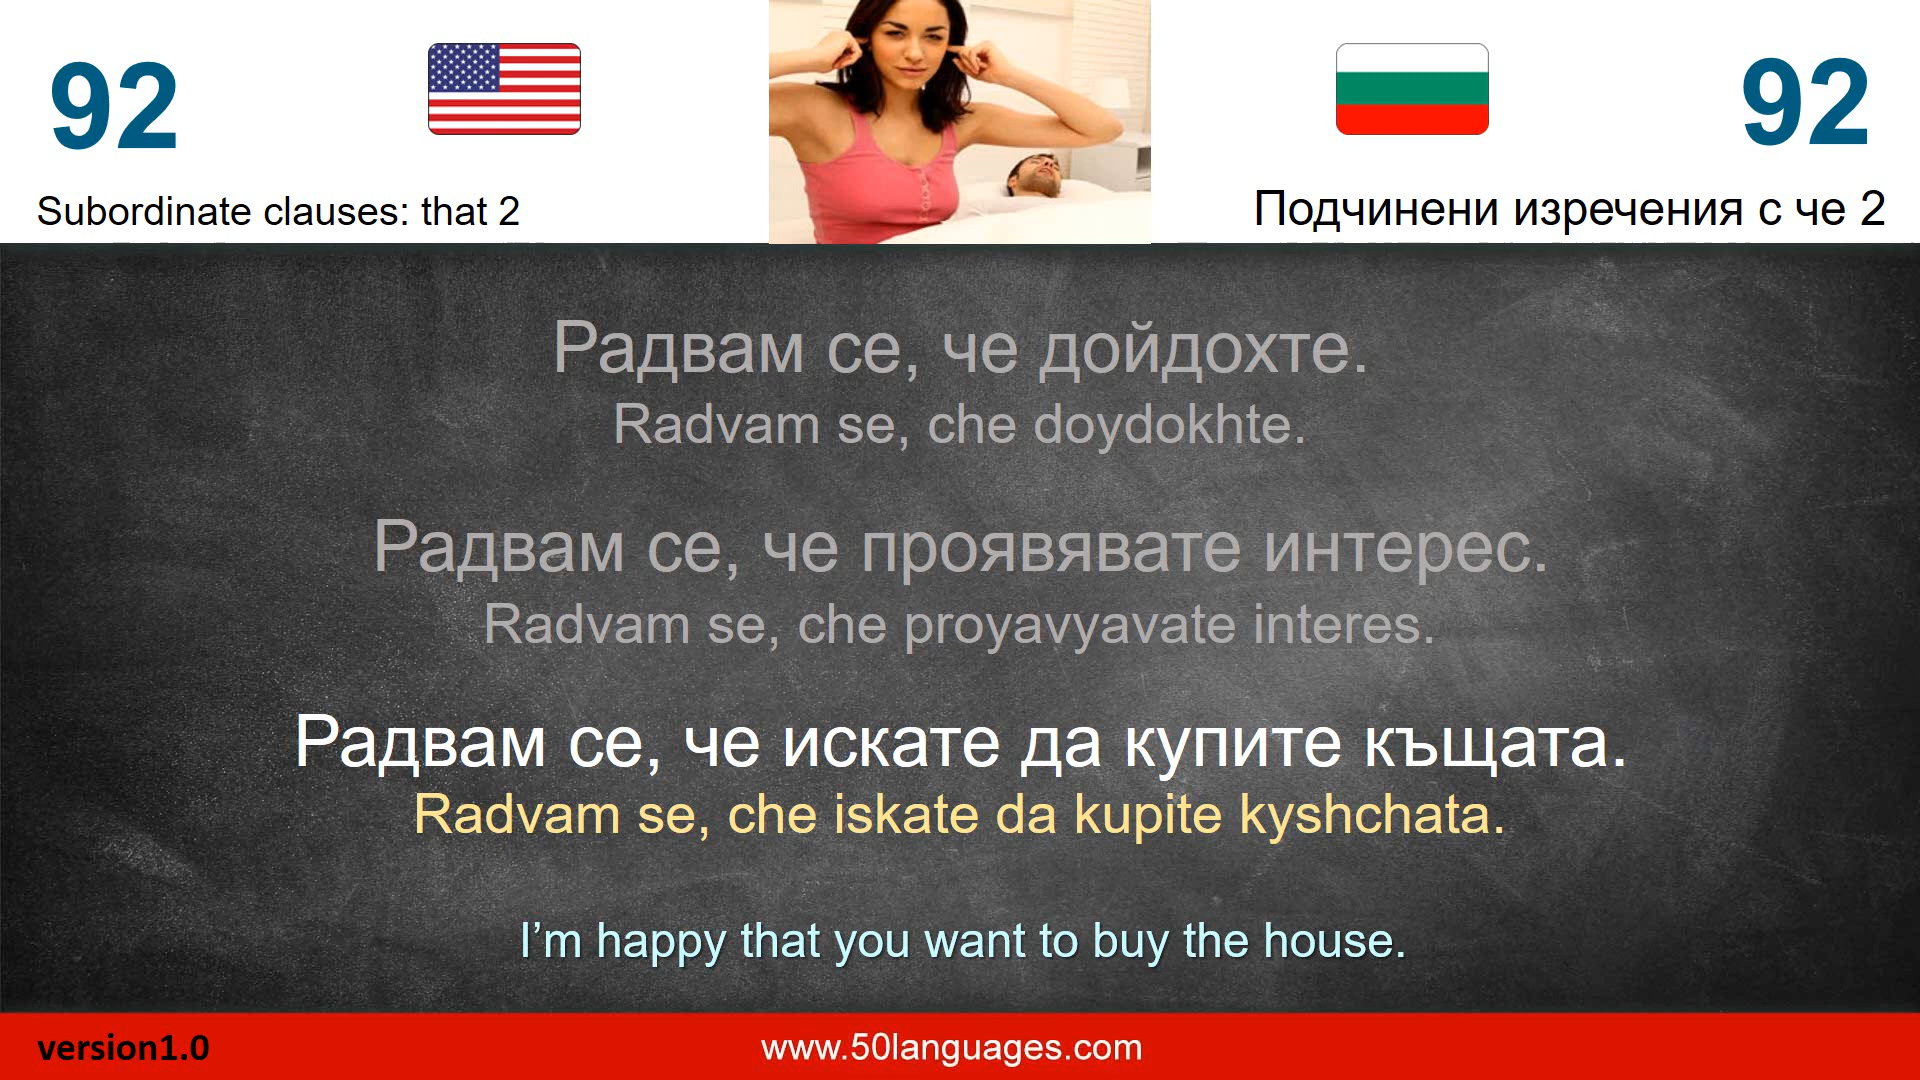 92
92
Subordinate clauses: that 2
Подчинени изречения с че 2
Радвам се, че дойдохте.
Radvam se, che doydokhte.
Радвам се, че проявявате интерес.
Radvam se, che proyavyavate interes.
Радвам се, че искате да купите къщата.
Radvam se, che iskate da kupite kyshchata.
I’m happy that you want to buy the house.
version1.0
www.50languages.com